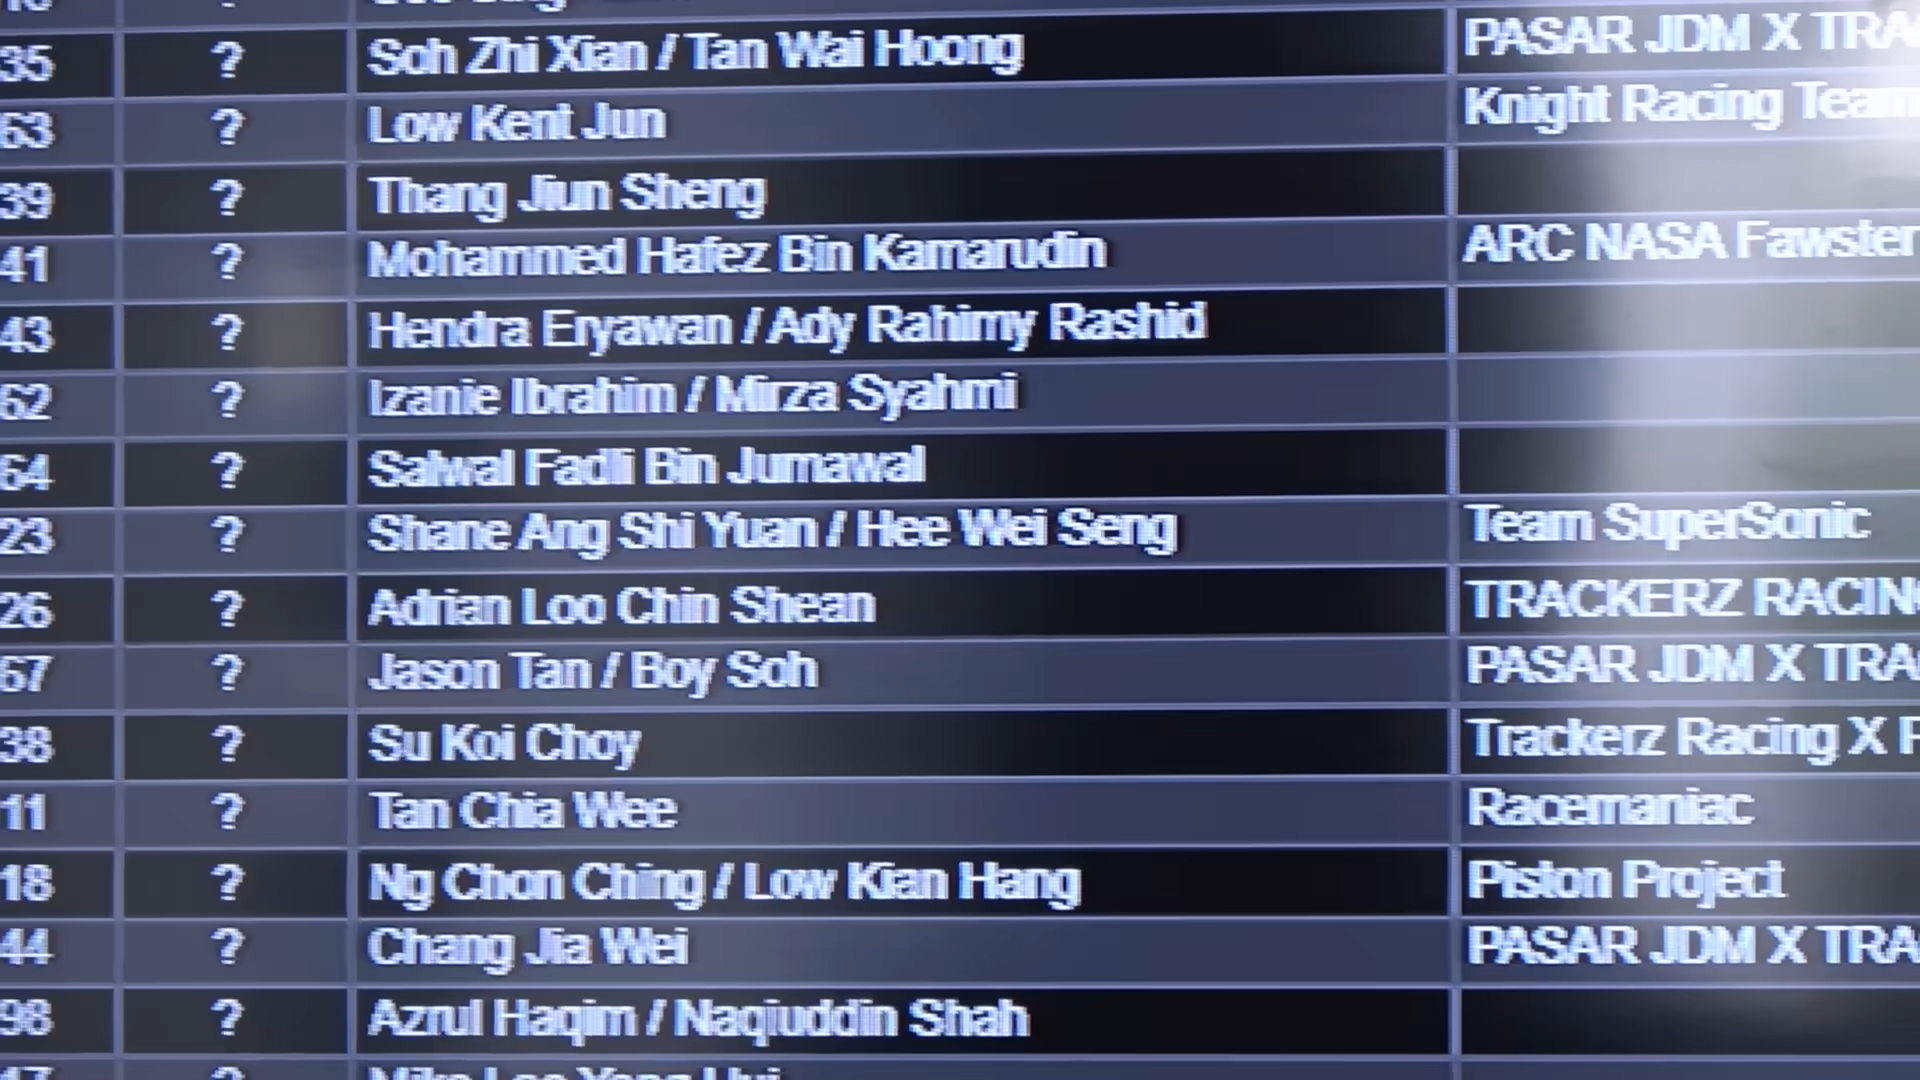 35 ? Soh Zhi Xian / Tan Wai Hoong PASAR JDM X TRA
63 ? Low Kent Jun Knight Racing Team
39 ? Thang Jiun Sheng
41 ? Mohammed Hafez Bin Kamarudin ARC NASA Fawster
43 ? Hendra Eryawan / Ady Rahimy Rashid
62 ? Izanie Ibrahim / Mirza Syahmi
64 ? Salwal Fadli Bin Jumawal
23 ? Shane Ang Shi Yuan / Hee Wei Seng Team SuperSonic
26 ? Adrian Loo Chin Shean TRACKERZ RACING
67 ? Jason Tan / Boy Soh PASAR JDM X TRA
38 ? Su Koi Choy Trackerz Racing X
11 ? Tan Chia Wee Racemaniac
18 ? Ng Chon Ching / Low Kian Hang Piston Project
44 ? Chang Jia Wei PASAR JDM X TRA
98 ? Azrul Haqim / Naqiuddin Shah